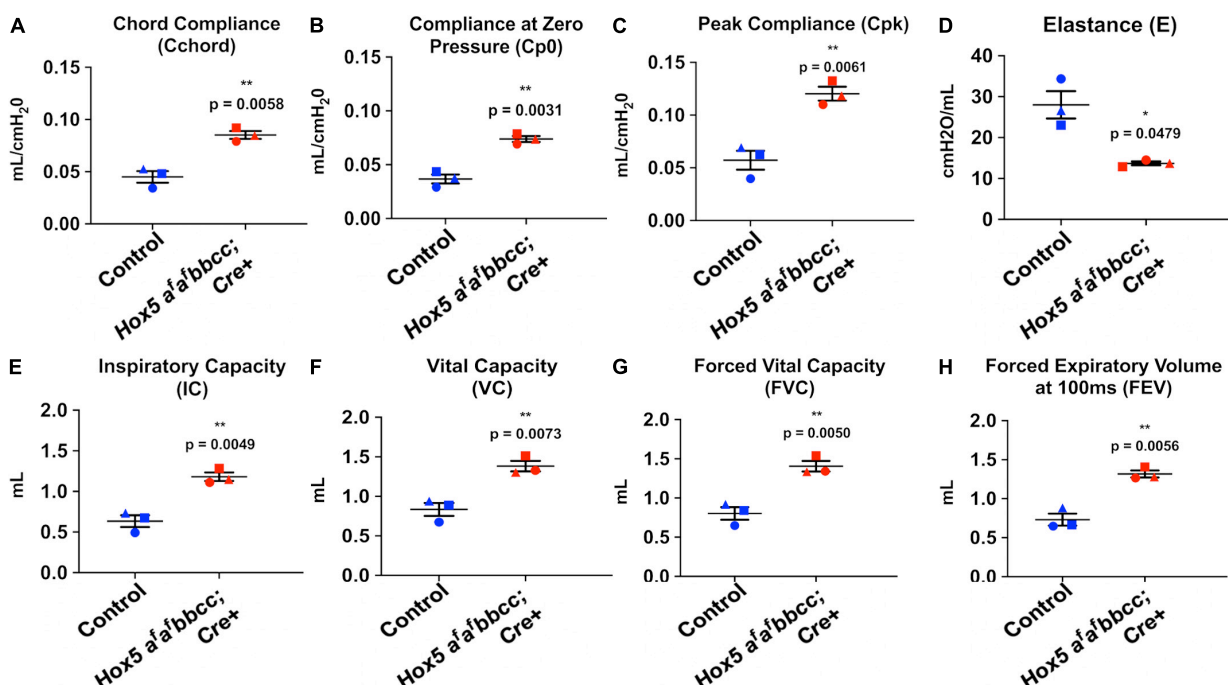 A
Chord Compliance
(Cchord)
mL/cmH₂0
0.15
0.10
0.05
0.00
**
p = 0.0058
Control
Hox5 aᶠaᶠbbcc;
Cre+
B
Compliance at Zero
Pressure (Cp0)
mL/cmH₂0
0.15
0.10
0.05
0.00
**
p = 0.0031
Control
Hox5 aᶠaᶠbbcc;
Cre+
C
Peak Compliance (Cpk)
mL/cmH₂0
0.15
0.10
0.05
0.00
**
p = 0.0061
Control
Hox5 aᶠaᶠbbcc;
Cre+
D
Elastance (E)
cmH2O/mL
40
30
20
10
0
*
p = 0.0479
Control
Hox5 aᶠaᶠbbcc;
Cre+
E
Inspiratory Capacity
(IC)
mL
2.0
1.5
1.0
0.5
0.0
**
p = 0.0049
Control
Hox5 aᶠaᶠbbcc;
Cre+
F
Vital Capacity
(VC)
mL
2.0
1.5
1.0
0.5
0.0
**
p = 0.0073
Control
Hox5 aᶠaᶠbbcc;
Cre+
G
Forced Vital Capacity
(FVC)
mL
2.0
1.5
1.0
0.5
0.0
**
p = 0.0050
Control
Hox5 aᶠaᶠbbcc;
Cre+
H
Forced Expiratory Volume
at 100ms (FEV)
mL
2.0
1.5
1.0
0.5
0.0
**
p = 0.0056
Control
Hox5 aᶠaᶠbbcc;
Cre+